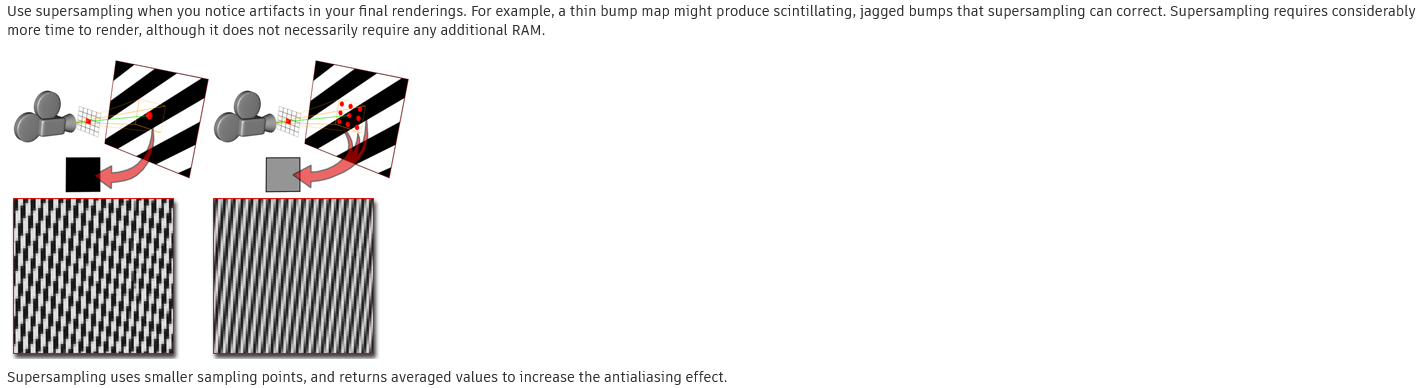 Use supersampling when you notice artifacts in your final renderings. For example, a thin bump map might produce scintillating, jagged bumps that supersampling can correct. Supersampling requires considerably
more time to render, although it does not necessarily require any additional RAM.
Supersampling uses smaller sampling points, and returns averaged values to increase the antialiasing effect.